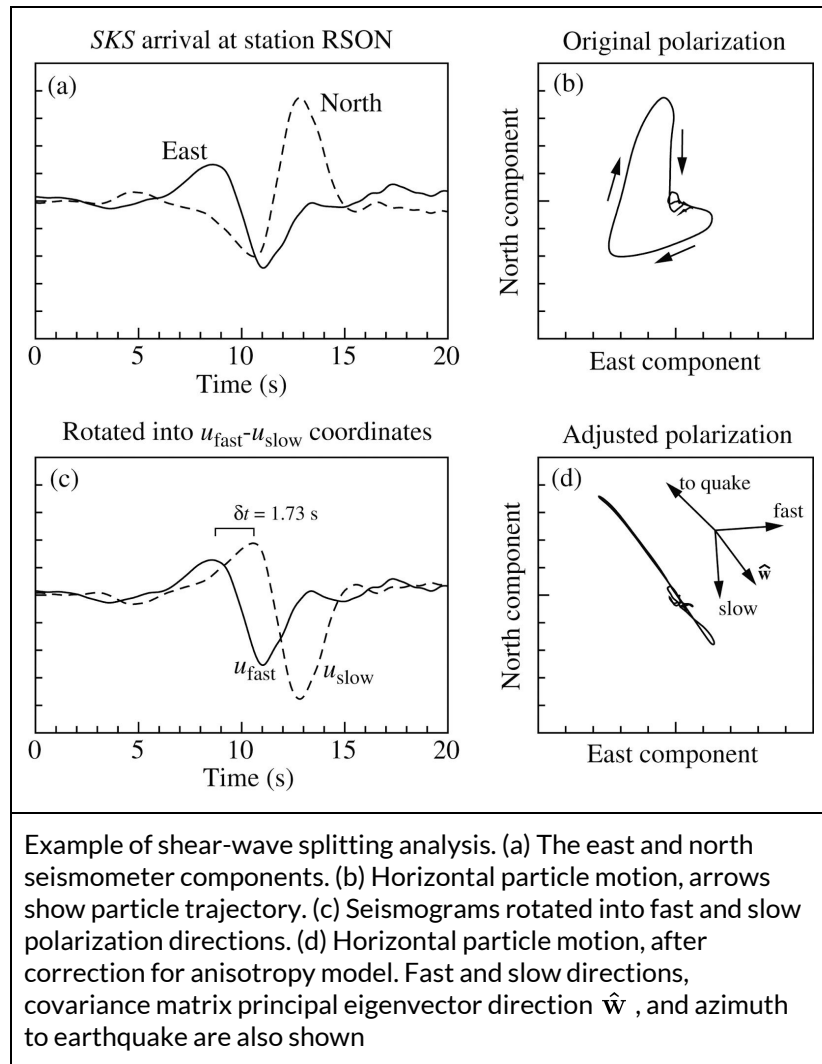 SKS arrival at station RSON
(a)
North
East
0 5 10 15 20
Time (s)
Original polarization
(b)
North component
East component
Rotated into u_fast-u_slow coordinates
(c)
δt = 1.73 s
u_fast
u_slow
0 5 10 15 20
Time (s)
Adjusted polarization
(d)
to quake
fast
ŵ
slow
North component
East component
Example of shear-wave splitting analysis. (a) The east and north
seismometer components. (b) Horizontal particle motion, arrows
show particle trajectory. (c) Seismograms rotated into fast and slow
polarization directions. (d) Horizontal particle motion, after
correction for anisotropy model. Fast and slow directions,
covariance matrix principal eigenvector direction ŵ , and azimuth
to earthquake are also shown